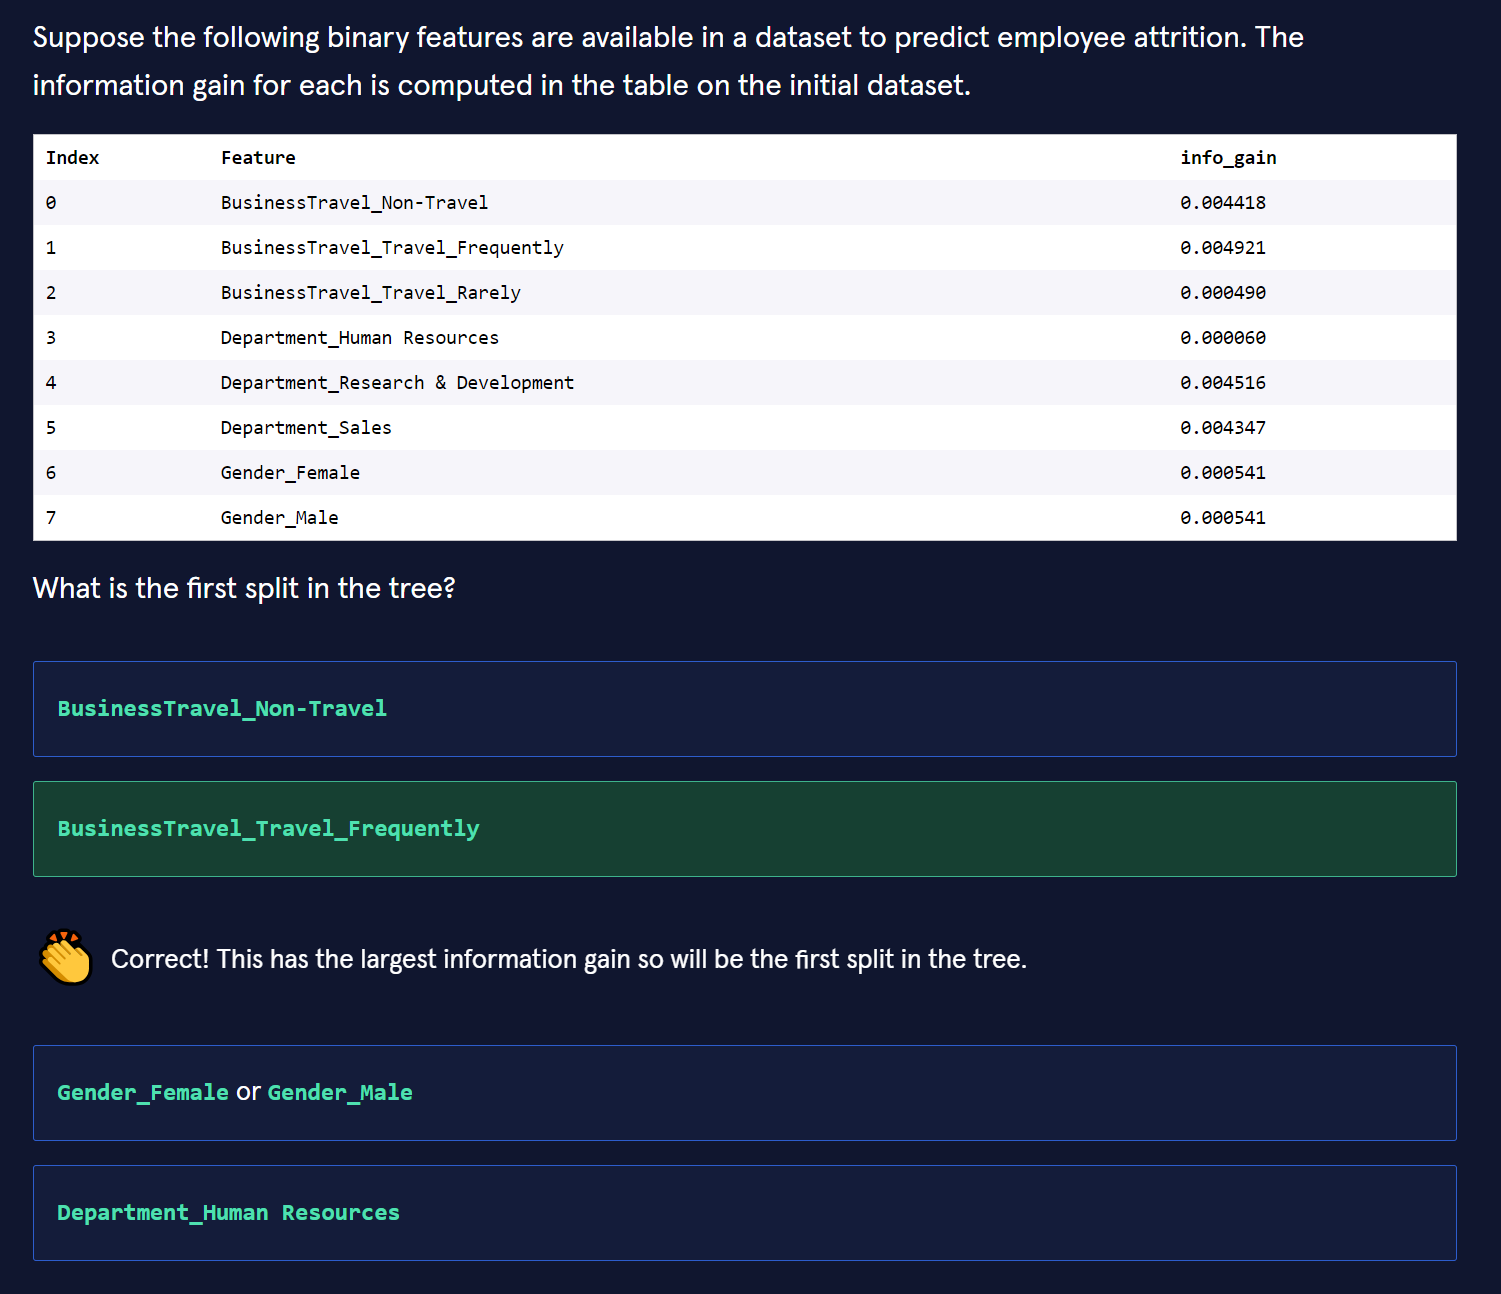 Suppose the following binary features are available in a dataset to predict employee attrition. The
information gain for each is computed in the table on the initial dataset.
Index Feature info_gain
0 BusinessTravel_Non-Travel 0.004418
1 BusinessTravel_Travel_Frequently 0.004921
2 BusinessTravel_Travel_Rarely 0.000490
3 Department_Human Resources 0.000060
4 Department_Research & Development 0.004516
5 Department_Sales 0.004347
6 Gender_Female 0.000541
7 Gender_Male 0.000541
What is the first split in the tree?
BusinessTravel_Non-Travel
BusinessTravel_Travel_Frequently
Correct! This has the largest information gain so will be the first split in the tree.
Gender_Female or Gender_Male
Department_Human Resources